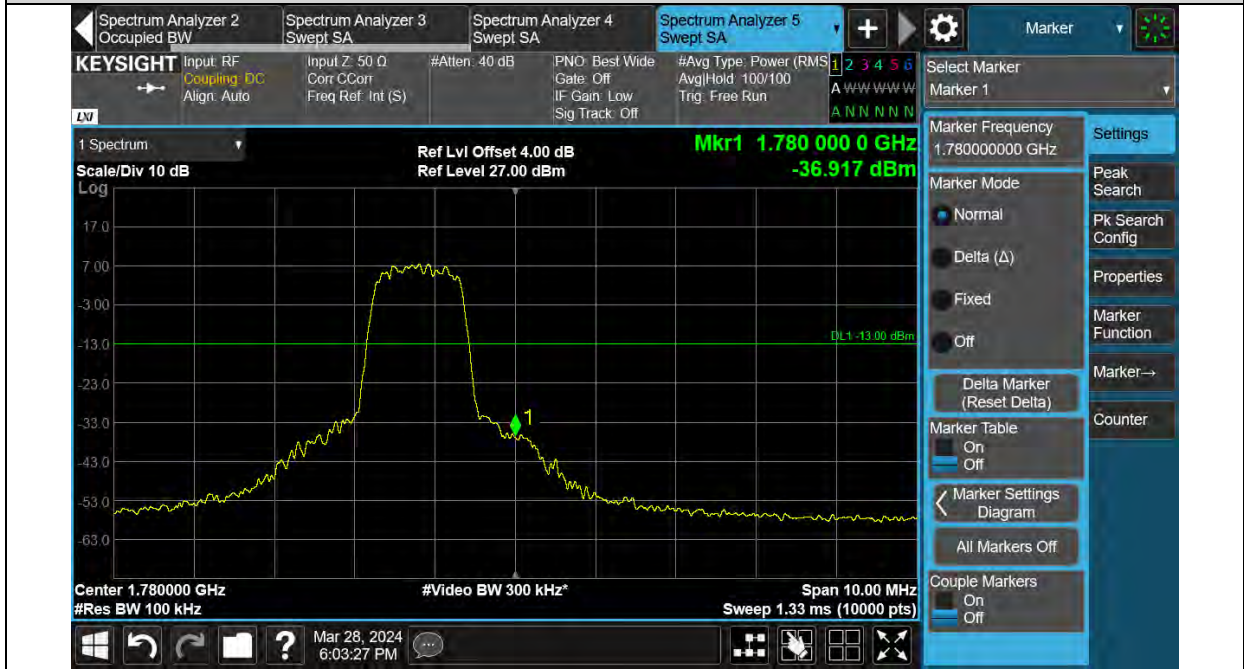 Spectrum Analyzer 2
Occupied BW
Spectrum Analyzer 3
Swept SA
Spectrum Analyzer 4
Swept SA
Spectrum Analyzer 5
Swept SA
+
Marker
KEYSIGHT
Input: RF
Coupling: DC
Align: Auto
Input Z: 50 Ω
Corr CCorr
Freq Ref: Int (S)
#Atten: 40 dB
PNO: Best Wide
Gate: Off
IF Gain: Low
Sig Track: Off
#Avg Type: Power (RMS
Avg|Hold: 100/100
Trig: Free Run
1 2 3 4 5 6
A W W W W W
A N N N N N
LXI
Select Marker
Marker 1
1 Spectrum
Scale/Div 10 dB
Log
Ref Lvl Offset 4.00 dB
Ref Level 27.00 dBm
Mkr1 1.780 000 0 GHz
-36.917 dBm
17.0
7.00
-3.00
-13.0
-23.0
-33.0
-43.0
-53.0
-63.0
DL1 -13.00 dBm
1
Center 1.780000 GHz
#Res BW 100 kHz
#Video BW 300 kHz*
Span 10.00 MHz
Sweep 1.33 ms (10000 pts)
Marker Frequency
1.780000000 GHz
Marker Mode
Normal
Delta (Δ)
Fixed
Off
Delta Marker
(Reset Delta)
Marker Table
On
Off
Marker Settings
Diagram
All Markers Off
Couple Markers
On
Off
Settings
Peak
Search
Pk Search
Config
Properties
Marker
Function
Marker→
Counter
?
Mar 28, 2024
6:03:27 PM